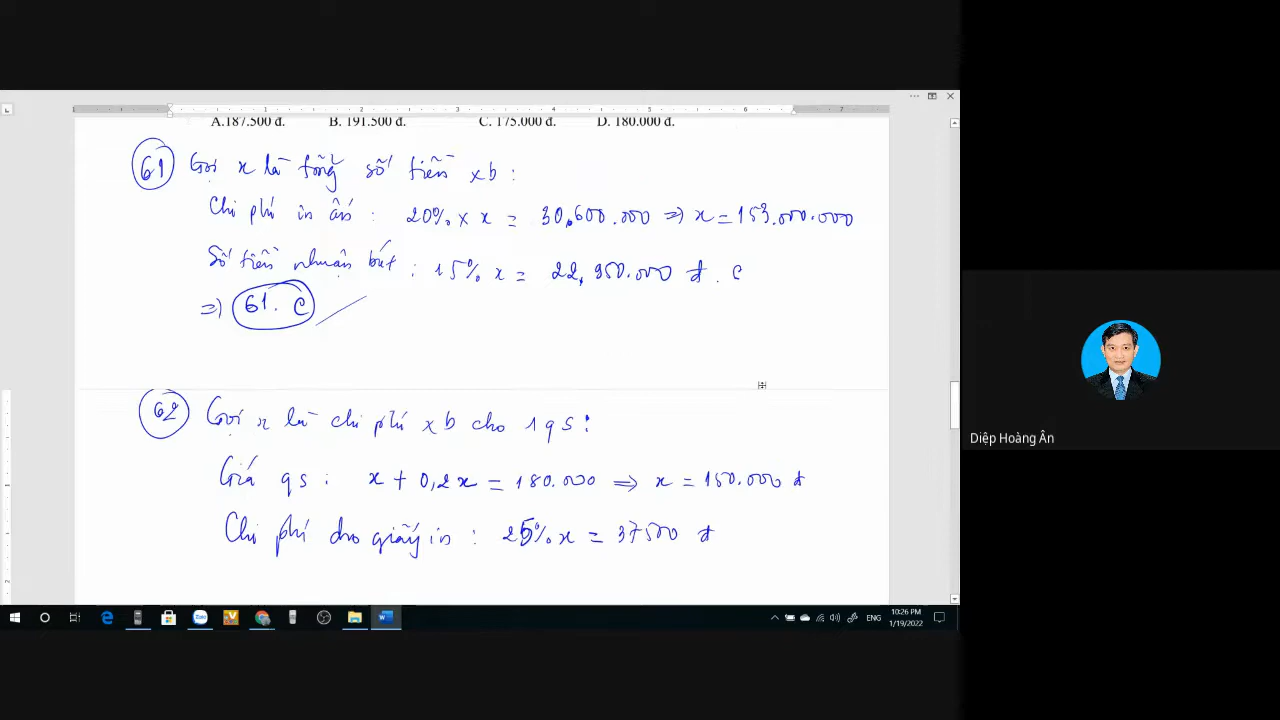 A.187.500 đ. B. 191.500 đ. C. 175.000 đ. D. 180.000 đ.
61 Gọi x là tổng số tiền xb :
Chi phí in ấn : 20% × x = 30,600.000 => x = 153.000.000
Số tiền nhuận bút : 15% x = 22,950.000 đ. C
=> 61. C
62 Gọi x là chi phí xb cho 1 qs :
Giá qs : x + 0,2x = 180.000 => x = 150.000 đ
Chi phí cho giấy in : 25% x = 37500 đ
Diệp Hoàng Ân
ENG
10:26 PM
1/19/2022